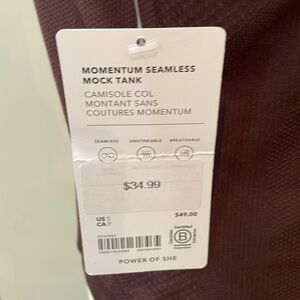 MOMENTUM SEAMLESS
MOCK TANK
CAMISOLE COL
MONTANT SANS
COUTURES MOMENTUM
SEAMLESS UNSTINKABLE BREATHABLE
$34.99
US S
CA P
$49.00
Certified
B
Corporation
POWER OF SHE